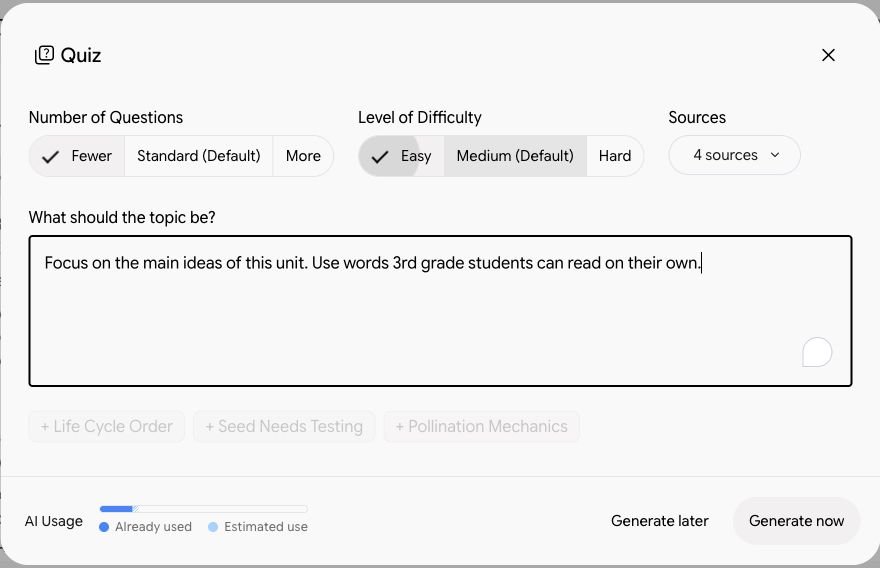 Quiz
Number of Questions
Fewer
Standard (Default)
More
Level of Difficulty
Easy
Medium (Default)
Hard
Sources
4 sources
What should the topic be?
Focus on the main ideas of this unit. Use words 3rd grade students can read on their own.
+ Life Cycle Order
+ Seed Needs Testing
+ Pollination Mechanics
AI Usage
Already used
Estimated use
Generate later
Generate now